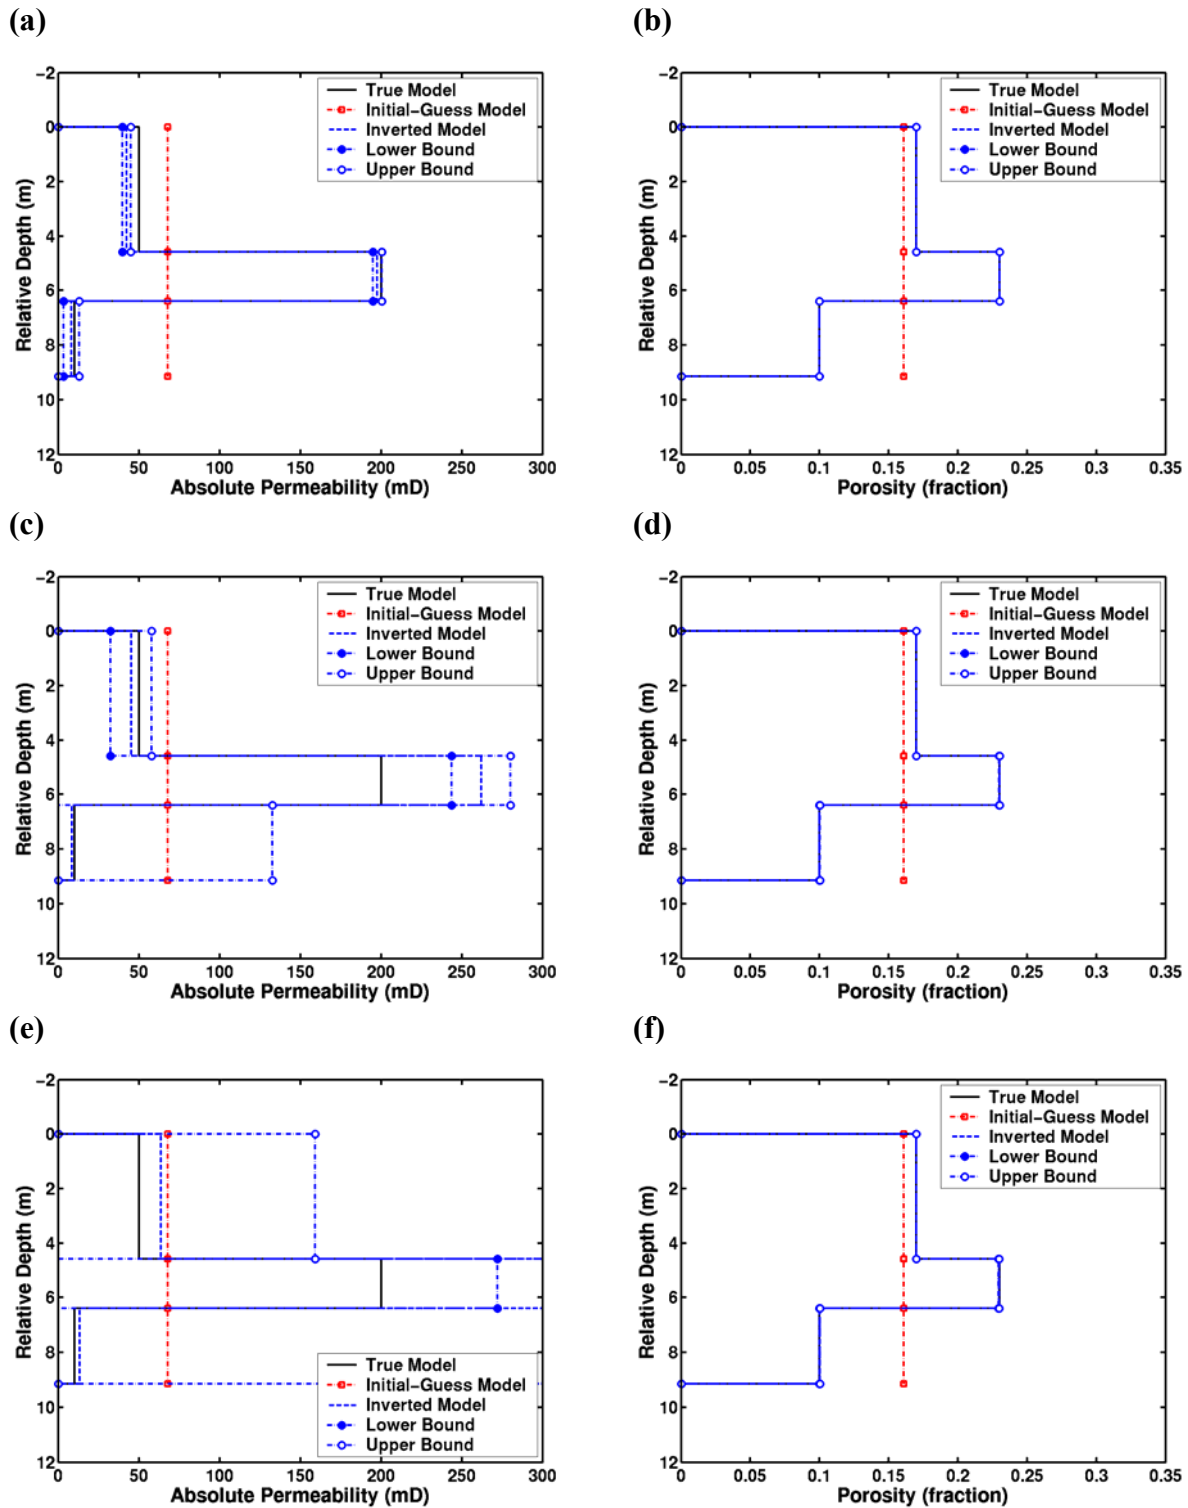 (a)
−2
0
2
4
6
8
10
12
Relative Depth (m)
0 50 100 150 200 250 300
Absolute Permeability (mD)
True Model
Initial−Guess Model
Inverted Model
Lower Bound
Upper Bound
(b)
−2
0
2
4
6
8
10
12
Relative Depth (m)
0 0.05 0.1 0.15 0.2 0.25 0.3 0.35
Porosity (fraction)
True Model
Initial−Guess Model
Inverted Model
Lower Bound
Upper Bound
(c)
−2
0
2
4
6
8
10
12
Relative Depth (m)
0 50 100 150 200 250 300
Absolute Permeability (mD)
True Model
Initial−Guess Model
Inverted Model
Lower Bound
Upper Bound
(d)
−2
0
2
4
6
8
10
12
Relative Depth (m)
0 0.05 0.1 0.15 0.2 0.25 0.3 0.35
Porosity (fraction)
True Model
Initial−Guess Model
Inverted Model
Lower Bound
Upper Bound
(e)
−2
0
2
4
6
8
10
12
Relative Depth (m)
0 50 100 150 200 250 300
Absolute Permeability (mD)
True Model
Initial−Guess Model
Inverted Model
Lower Bound
Upper Bound
(f)
−2
0
2
4
6
8
10
12
Relative Depth (m)
0 0.05 0.1 0.15 0.2 0.25 0.3 0.35
Porosity (fraction)
True Model
Initial−Guess Model
Inverted Model
Lower Bound
Upper Bound